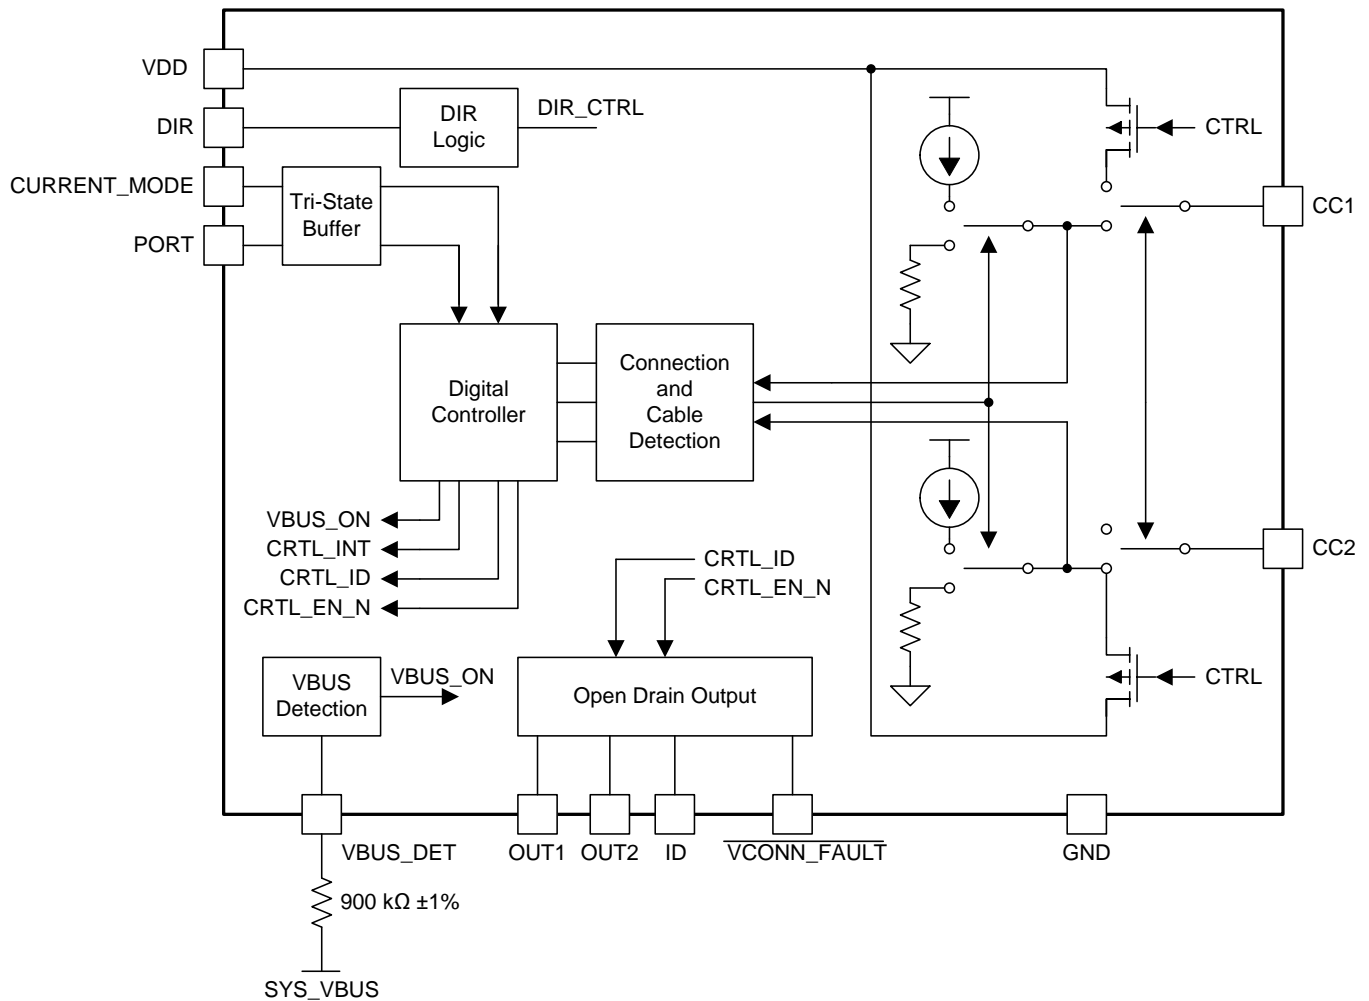 VDD
DIR
DIR
Logic
DIR_CTRL
CTRL
CURRENT_MODE
Tri-State
Buffer
PORT
CC1
Digital
Controller
Connection
and
Cable
Detection
VBUS_ON
CRTL_INT
CRTL_ID
CRTL_EN_N
CRTL_ID
CRTL_EN_N
CC2
VBUS
Detection
VBUS_ON
Open Drain Output
CTRL
VBUS_DET
OUT1
OUT2
ID
VCONN_FAULT
GND
900 kΩ ±1%
SYS_VBUS